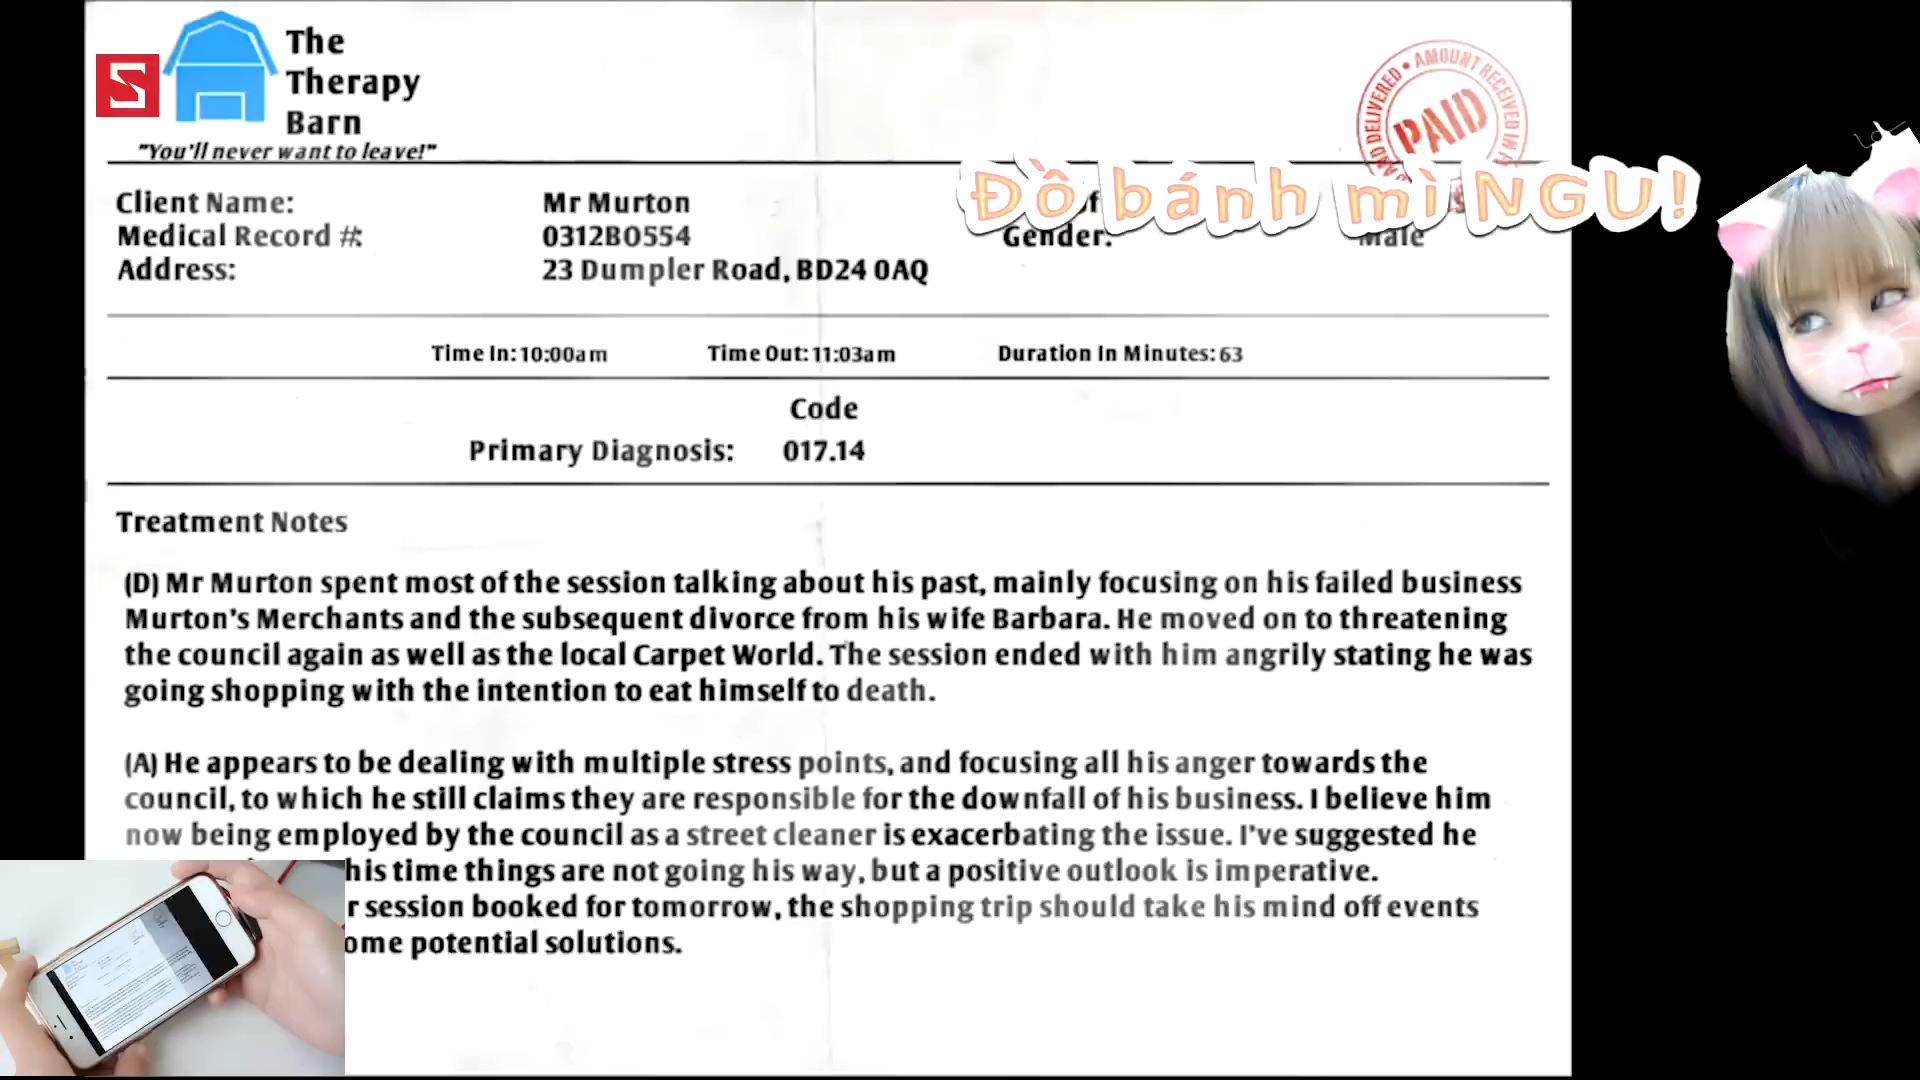 S
The
Therapy
Barn
"You'll never want to leave!"
AND DELIVERED • AMOUNT RECEIVED IN
PAID
LOL
Đồ bánh mì NGU!
Client Name: Mr Murton
Medical Record #: 0312BO554 Gender: Male
Address: 23 Dumpler Road, BD24 0AQ
Time In: 10:00am Time Out: 11:03am Duration In Minutes: 63
Code
Primary Diagnosis: 017.14
Treatment Notes
(D) Mr Murton spent most of the session talking about his past, mainly focusing on his failed business
Murton's Merchants and the subsequent divorce from his wife Barbara. He moved on to threatening
the council again as well as the local Carpet World. The session ended with him angrily stating he was
going shopping with the intention to eat himself to death.
(A) He appears to be dealing with multiple stress points, and focusing all his anger towards the
council, to which he still claims they are responsible for the downfall of his business. I believe him
now being employed by the council as a street cleaner is exacerbating the issue. I've suggested he
his time things are not going his way, but a positive outlook is imperative.
r session booked for tomorrow, the shopping trip should take his mind off events
ome potential solutions.